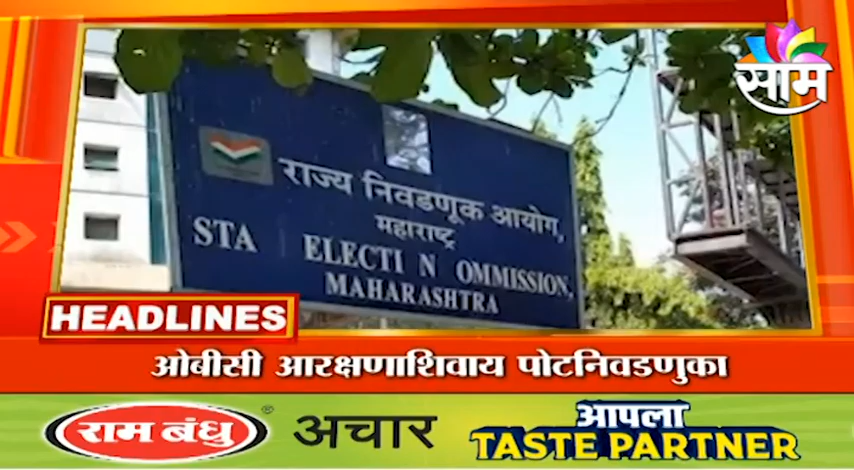 साम
राज्य निवडणूक आयोग,
महाराष्ट्र
STA ELECTI N OMMISSION,
MAHARASHTRA
HEADLINES
ओबीसी आरक्षणाशिवाय पोटनिवडणुका
राम बंधु ® अचार
आपला
TASTE PARTNER